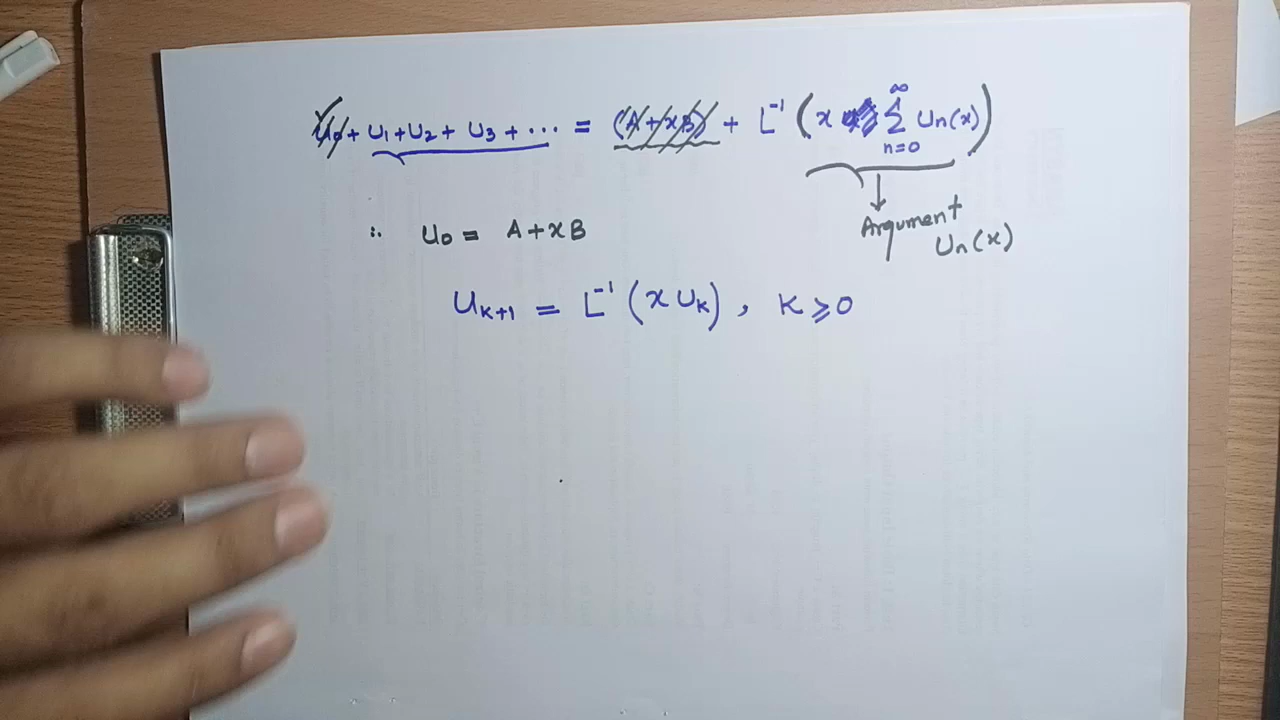 u₀ + u₁ + u₂ + u₃ + ⋯ = (A + xB) + L⁻¹ (x ∑ uₙ(x))
∞
n=0
Argument
uₙ(x)
∴ u₀ = A + xB
uₖ₊₁ = L⁻¹ (x uₖ), k ⩾ 0